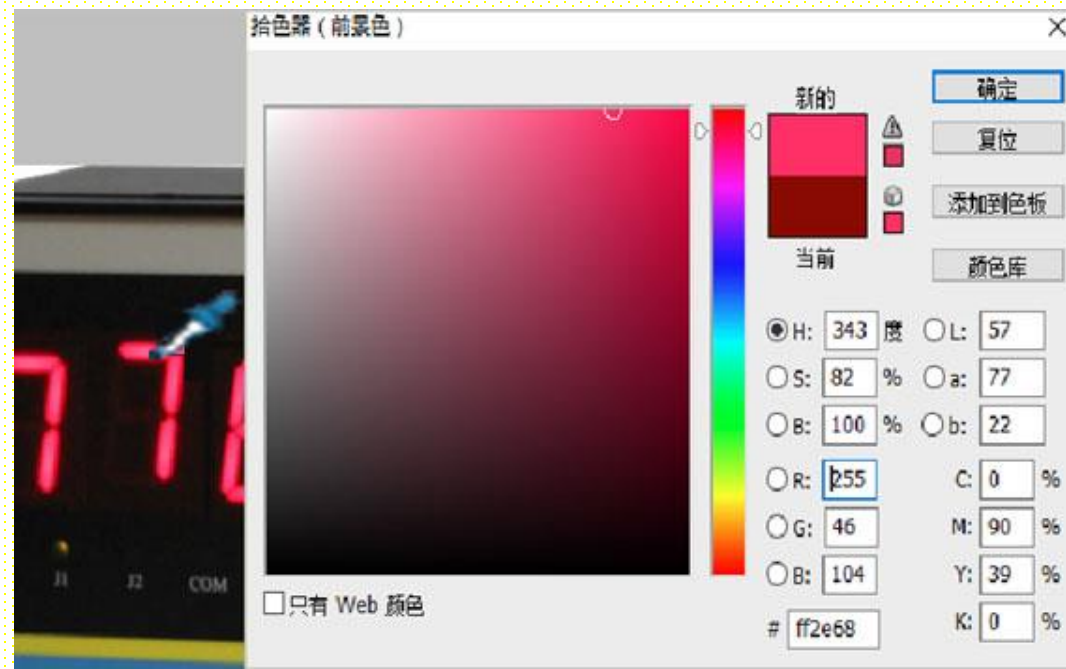 拾色器 ( 前景色 )
新的
确定
复位
添加到色板
当前
颜色库
H: 343 度
L: 57
S: 82 %
a: 77
B: 100 %
b: 22
R: 255
C: 0 %
G: 46
M: 90 %
B: 104
Y: 39 %
只有 Web 颜色
# ff2e68
K: 0 %
7 7
J1 J2 COM